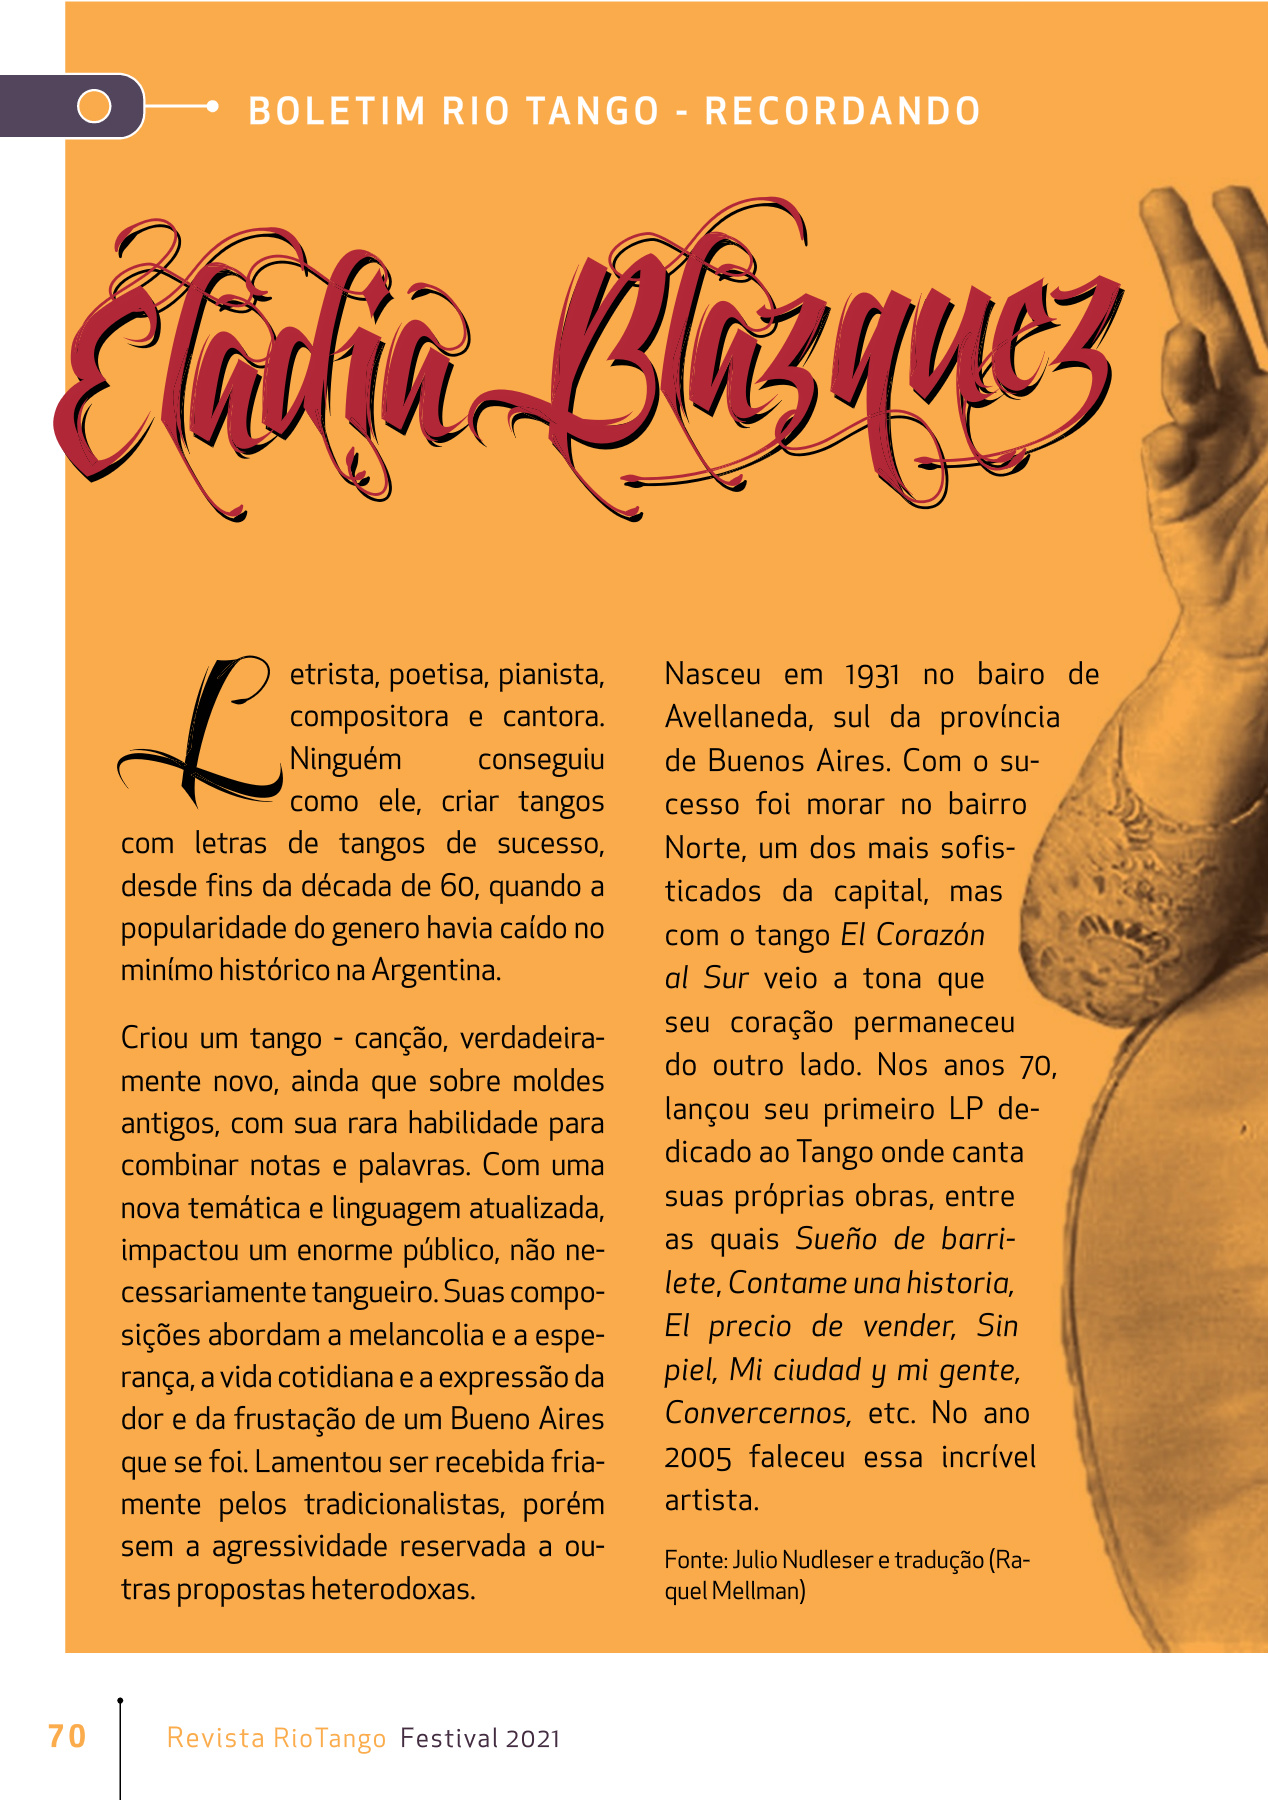 BOLETIM RIO TANGO - RECORDANDO
Eladia Blazquez
Letrista, poetisa, pianista,
compositora e cantora.
Ninguém conseguiu
como ele, criar tangos
com letras de tangos de sucesso,
desde fins da década de 60, quando a
popularidade do genero havia caído no
minímo histórico na Argentina.
Criou um tango - canção, verdadeira-
mente novo, ainda que sobre moldes
antigos, com sua rara habilidade para
combinar notas e palavras. Com uma
nova temática e linguagem atualizada,
impactou um enorme público, não ne-
cessariamente tangueiro. Suas compo-
sições abordam a melancolia e a espe-
rança, a vida cotidiana e a expressão da
dor e da frustação de um Bueno Aires
que se foi. Lamentou ser recebida fria-
mente pelos tradicionalistas, porém
sem a agressividade reservada a ou-
tras propostas heterodoxas.
Nasceu em 1931 no bairo de
Avellaneda, sul da província
de Buenos Aires. Com o su-
cesso foi morar no bairro
Norte, um dos mais sofis-
ticados da capital, mas
com o tango El Corazón
al Sur veio a tona que
seu coração permaneceu
do outro lado. Nos anos 70,
lançou seu primeiro LP de-
dicado ao Tango onde canta
suas próprias obras, entre
as quais Sueño de barri-
lete, Contame una historia,
El precio de vender, Sin
piel, Mi ciudad y mi gente,
Convercernos, etc. No ano
2005 faleceu essa incrível
artista.
Fonte: Julio Nudleser e tradução (Ra-
quel Mellman)
70 Revista RioTango Festival 2021